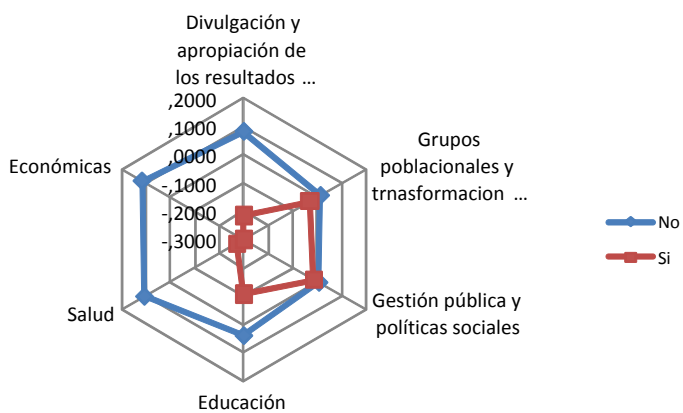 Divulgación y
apropiación de
los resultados ...
,2000
,1000
,0000
-,1000
-,2000
-,3000
Grupos
poblacionales y
trnasformacion ...
Gestión pública y
políticas sociales
Educación
Salud
Económicas
No
Si